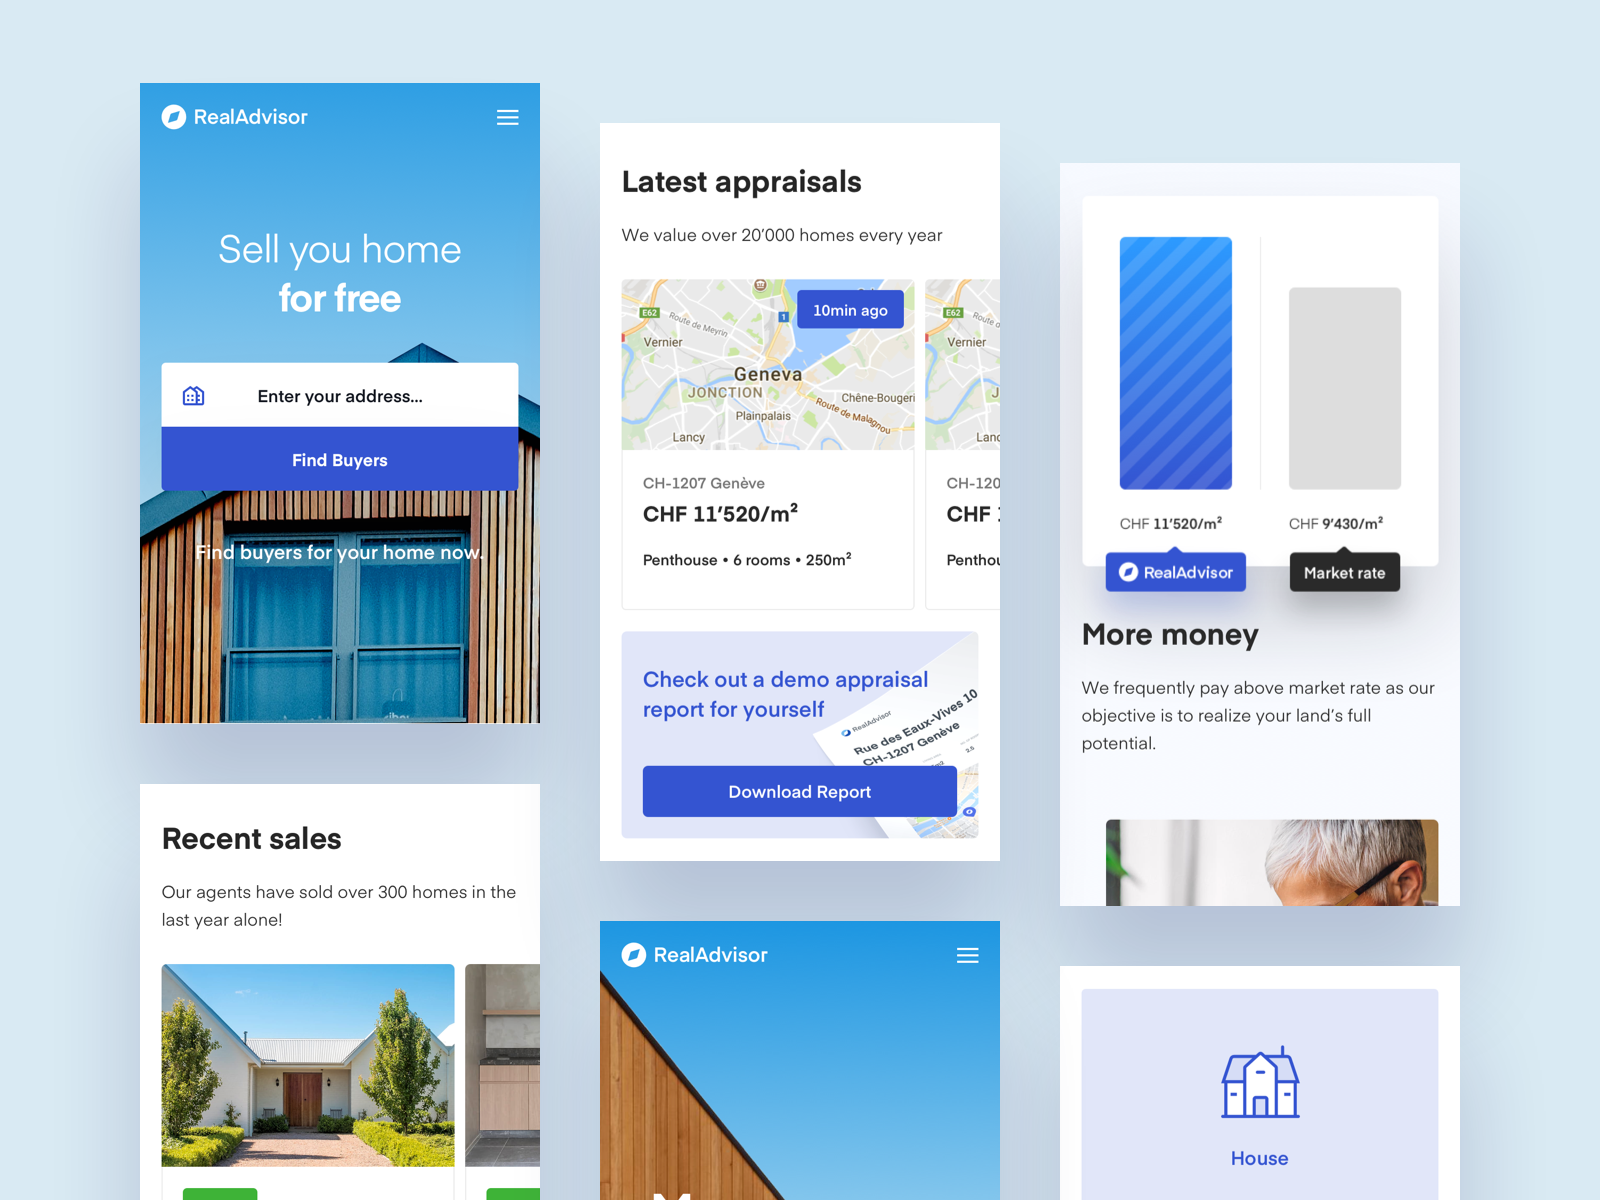 RealAdvisor
Sell you home
for free
Enter your address...
Find Buyers
Find buyers for your home now.
Recent sales
Our agents have sold over 300 homes in the
last year alone!
Latest appraisals
We value over 20'000 homes every year
10min ago
E62
Route de Meyrin
1
Vernier
Geneva
JONCTION
Chêne-Bougeri
Plainpalais
Route de Malagnou
Lancy
E62
Vernier
CH-1207 Genève
CHF 11'520/m²
Penthouse • 6 rooms • 250m²
CH-120
CHF
Penthou
Check out a demo appraisal
report for yourself
RealAdvisor
Rue des Eaux-Vives 10
CH-1207 Genève
2.5
Download Report
RealAdvisor
CHF 11'520/m²
CHF 9'430/m²
RealAdvisor
Market rate
More money
We frequently pay above market rate as our
objective is to realize your land's full
potential.
House